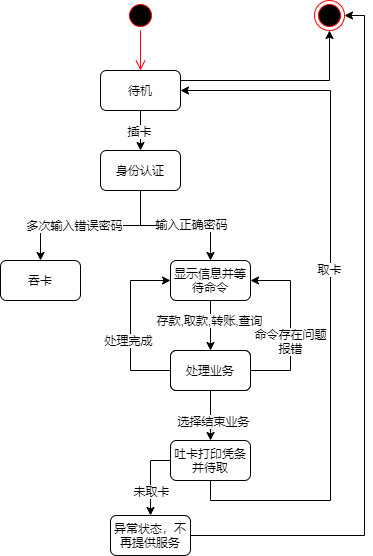 待机
插卡
身份认证
多次输入错误密码
输入正确密码
吞卡
显示信息并等
待命令
取卡
存款,取款,转账,查询
处理完成
命令存在问题
报错
处理业务
选择结束业务
吐卡打印凭条
并待取
未取卡
异常状态，不
再提供服务